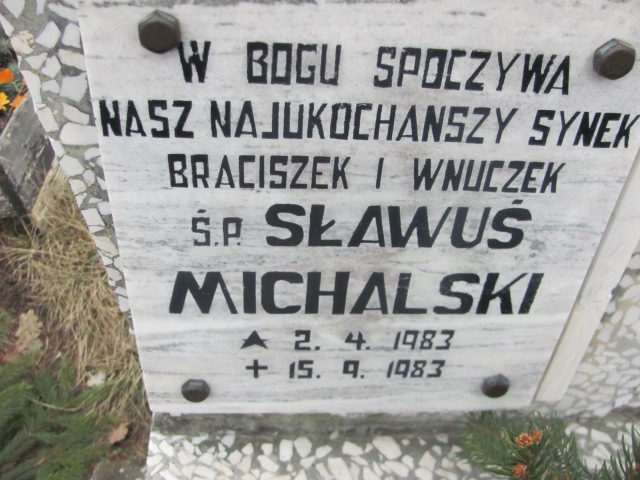 W BOGU SPOCZYWA
NASZ NAJUKOCHANSZY SYNEK
BRACISZEK I WNUCZEK
Ś.P. SŁAWUŚ
MICHALSKI
▲ 2. 4. 1983
+ 15. 9. 1983